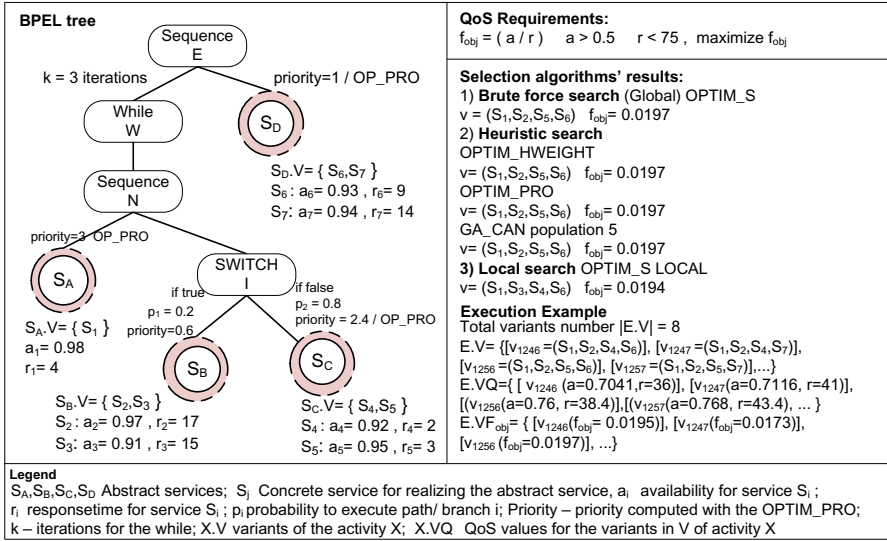 BPEL tree
Sequence
E
k = 3 iterations
priority=1 / OP_PRO
While
W
S_D
Sequence
N
S_D.V= { S_6,S_7 }
S_6 : a_6= 0.93 , r_6= 9
S_7: a_7= 0.94 , r_7= 14
priority=3 OP_PRO
S_A
SWITCH
I
if true
p_1 = 0.2
priority=0.6
if false
p_2 = 0.8
priority = 2.4 / OP_PRO
S_A.V= { S_1 }
a_1= 0.98
r_1= 4
S_B
S_C
S_B.V= { S_2,S_3 }
S_2 : a_2= 0.97 , r_2= 17
S_3: a_3= 0.91 , r_3= 15
S_C.V= { S_4,S_5 }
S_4 : a_4= 0.92 , r_4= 2
S_5: a_5= 0.95 , r_5= 3
QoS Requirements:
f_obj = ( a / r ) a > 0.5 r < 75 , maximize f_obj
Selection algorithms' results:
1) Brute force search (Global) OPTIM_S
v = (S_1,S_2,S_5,S_6) f_obj= 0.0197
2) Heuristic search
OPTIM_HWEIGHT
v= (S_1,S_2,S_5,S_6) f_obj= 0.0197
OPTIM_PRO
v= (S_1,S_2,S_5,S_6) f_obj= 0.0197
GA_CAN population 5
v= (S_1,S_2,S_5,S_6) f_obj= 0.0197
3) Local search OPTIM_S LOCAL
v= (S_1,S_3,S_4,S_6) f_obj= 0.0194
Execution Example
Total variants number |E.V| = 8
E.V= {[v_1246 =(S_1,S_2,S_4,S_6)], [v_1247 =(S_1,S_2,S_4,S_7)],
[v_1256 =(S_1,S_2,S_5,S_6)], [v_1257 =(S_1,S_2,S_5,S_7)],...}
E.VQ={ [ v_1246 (a=0.7041,r=36)], [v_1247(a=0.7116, r=41)],
[(v_1256(a=0.76, r=38.4)],[(v_1257(a=0.768, r=43.4), ... }
E.VF_obj= { [v_1246(f_obj= 0.0195)], [v_1247(f_obj=0.0173)],
[v_1256 (f_obj=0.0197)], ...}
Legend
S_A,S_B,S_C,S_D Abstract services; S_j Concrete service for realizing the abstract service, a_i availability for service S_i ;
r_i responsetime for service S_i ; p_i probability to execute path/ branch i; Priority – priority computed with the OPTIM_PRO;
k – iterations for the while; X.V variants of the activity X; X.VQ QoS values for the variants in V of activity X